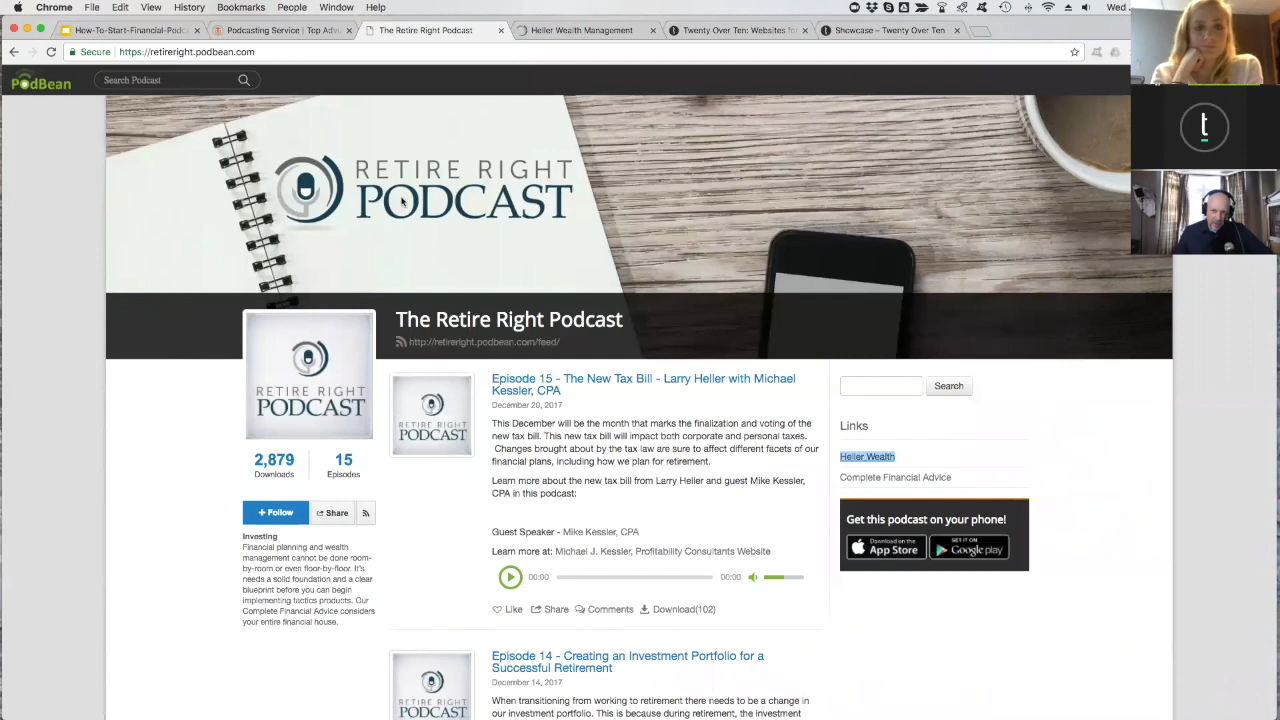 Chrome File Edit View History Bookmarks People Window Help Wed
How-To-Start-Financial-Podc
Podcasting Service | Top Advi
The Retire Right Podcast
Heller Wealth Management
Twenty Over Ten: Websites for
Showcase – Twenty Over Ten
Secure https://retireright.podbean.com
PodBean Search Podcast
RETIRE RIGHT
PODCAST
The Retire Right Podcast
http://retireright.podbean.com/feed/
RETIRE RIGHT
PODCAST
2,879
Downloads
15
Episodes
+ Follow Share
Investing
Financial planning and wealth
management cannot be done room-
by-room or even floor-by-floor. It's
needs a solid foundation and a clear
blueprint before you can begin
implementing tactics products. Our
Complete Financial Advice considers
your entire financial house.
RETIRE RIGHT
PODCAST
Episode 15 - The New Tax Bill - Larry Heller with Michael
Kessler, CPA
December 20, 2017
This December will be the month that marks the finalization and voting of the
new tax bill. This new tax bill will impact both corporate and personal taxes.
Changes brought about by the tax law are sure to affect different facets of our
financial plans, including how we plan for retirement.
Learn more about the new tax bill from Larry Heller and guest Mike Kessler,
CPA in this podcast:
Guest Speaker - Mike Kessler, CPA
Learn more at: Michael J. Kessler, Profitability Consultants Website
00:00 00:00
Like Share Comments Download(102)
RETIRE RIGHT
PODCAST
Episode 14 - Creating an Investment Portfolio for a
Successful Retirement
December 14, 2017
When transitioning from working to retirement there needs to be a change in
our investment portfolio. This is because during retirement, the investment
Search
Links
Heller Wealth
Complete Financial Advice
Get this podcast on your phone!
Download on the
App Store
GET IT ON
Google play
t